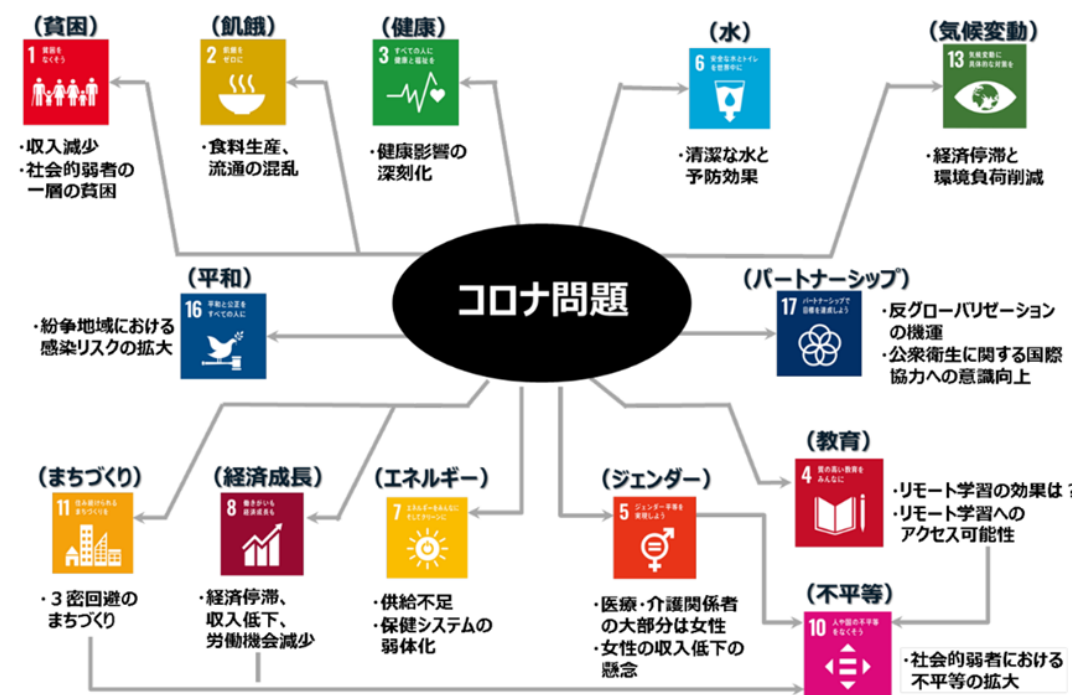 (貧困)
1 貧困を
なくそう
・収入減少
・社会的弱者の
一層の貧困
(飢餓)
2 飢餓を
ゼロに
・食料生産、
流通の混乱
(健康)
3 すべての人に
健康と福祉を
・健康影響の
深刻化
(水)
6 安全な水とトイレ
を世界中に
・清潔な水と
予防効果
(気候変動)
13 気候変動に
具体的な対策を
・経済停滞と
環境負荷削減
コロナ問題
(平和)
16 平和と公正を
すべての人に
・紛争地域における
感染リスクの拡大
(パートナーシップ)
17 パートナーシップで
目標を達成しよう
・反グローバリゼーション
の機運
・公衆衛生に関する国際
協力への意識向上
(まちづくり)
11 住み続けられる
まちづくりを
・３密回避の
まちづくり
(経済成長)
8 働きがいも
経済成長も
・経済停滞、
収入低下、
労働機会減少
(エネルギー)
7 エネルギーをみんなに
そしてクリーンに
・供給不足
・保健システムの
弱体化
(ジェンダー)
5 ジェンダー平等を
実現しよう
・医療・介護関係者
の大部分は女性
・女性の収入低下の
懸念
(教育)
4 質の高い教育を
みんなに
・リモート学習の効果は？
・リモート学習への
アクセス可能性
(不平等)
10 人や国の不平等
をなくそう
・社会的弱者における
不平等の拡大